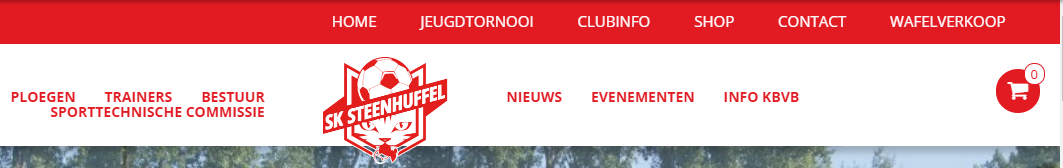 HOME JEUGDTORNOOI CLUBINFO SHOP CONTACT WAFELVERKOOP
PLOEGEN TRAINERS BESTUUR
SPORTTECHNISCHE COMMISSIE
SK STEENHUFFEL
NIEUWS EVENEMENTEN INFO KBVB
0